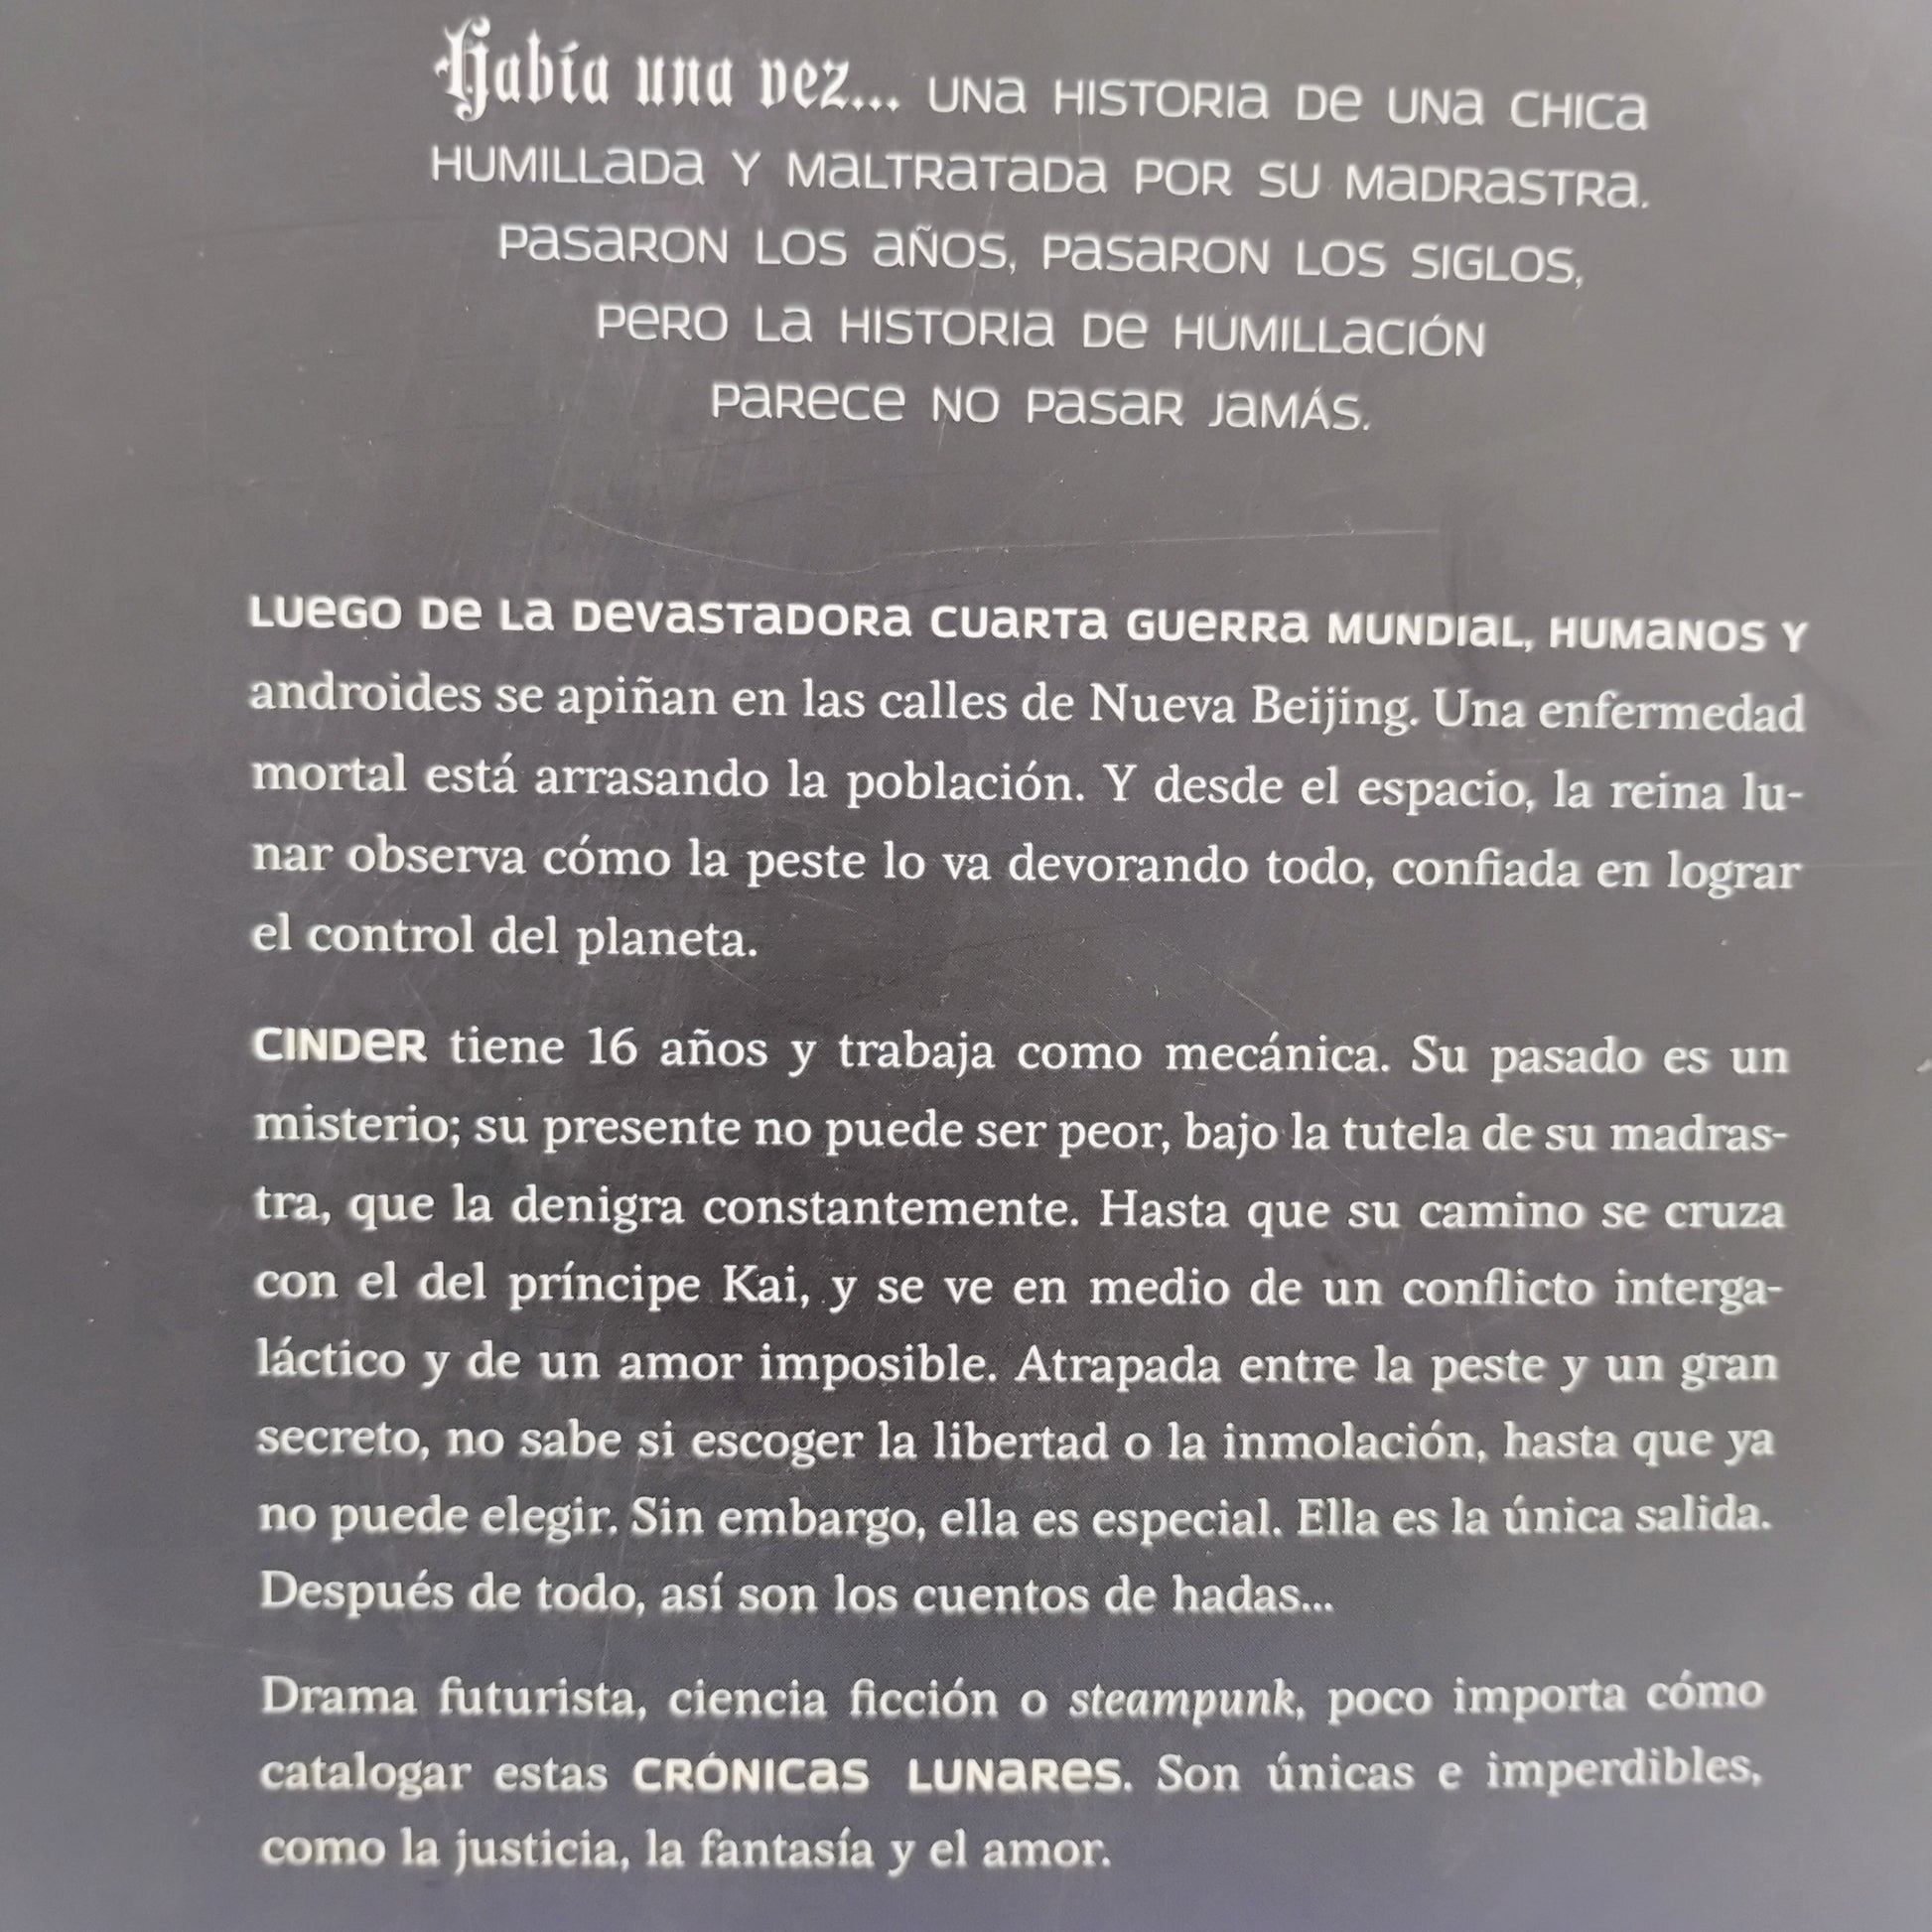 Había una vez... UNA HISTORIA DE UNA CHICA
HUMILLADA Y MALTRATADA POR SU MADRASTRA.
PASARON LOS AÑOS, PASARON LOS SIGLOS,
PERO LA HISTORIA DE HUMILLACIÓN
PARECE NO PASAR JAMÁS.
LUEGO DE LA DEVASTADORA CUARTA GUERRA MUNDIAL, HUMANOS Y
androides se apiñan en las calles de Nueva Beijing. Una enfermedad
mortal está arrasando la población. Y desde el espacio, la reina lu-
nar observa cómo la peste lo va devorando todo, confiada en lograr
el control del planeta.
CINDER tiene 16 años y trabaja como mecánica. Su pasado es un
misterio; su presente no puede ser peor, bajo la tutela de su madras-
tra, que la denigra constantemente. Hasta que su camino se cruza
con el del príncipe Kai, y se ve en medio de un conflicto interga-
láctico y de un amor imposible. Atrapada entre la peste y un gran
secreto, no sabe si escoger la libertad o la inmolación, hasta que ya
no puede elegir. Sin embargo, ella es especial. Ella es la única salida.
Después de todo, así son los cuentos de hadas...
Drama futurista, ciencia ficción o steampunk, poco importa cómo
catalogar estas CRÓNICAS LUNARES. Son únicas e imperdibles,
como la justicia, la fantasía y el amor.